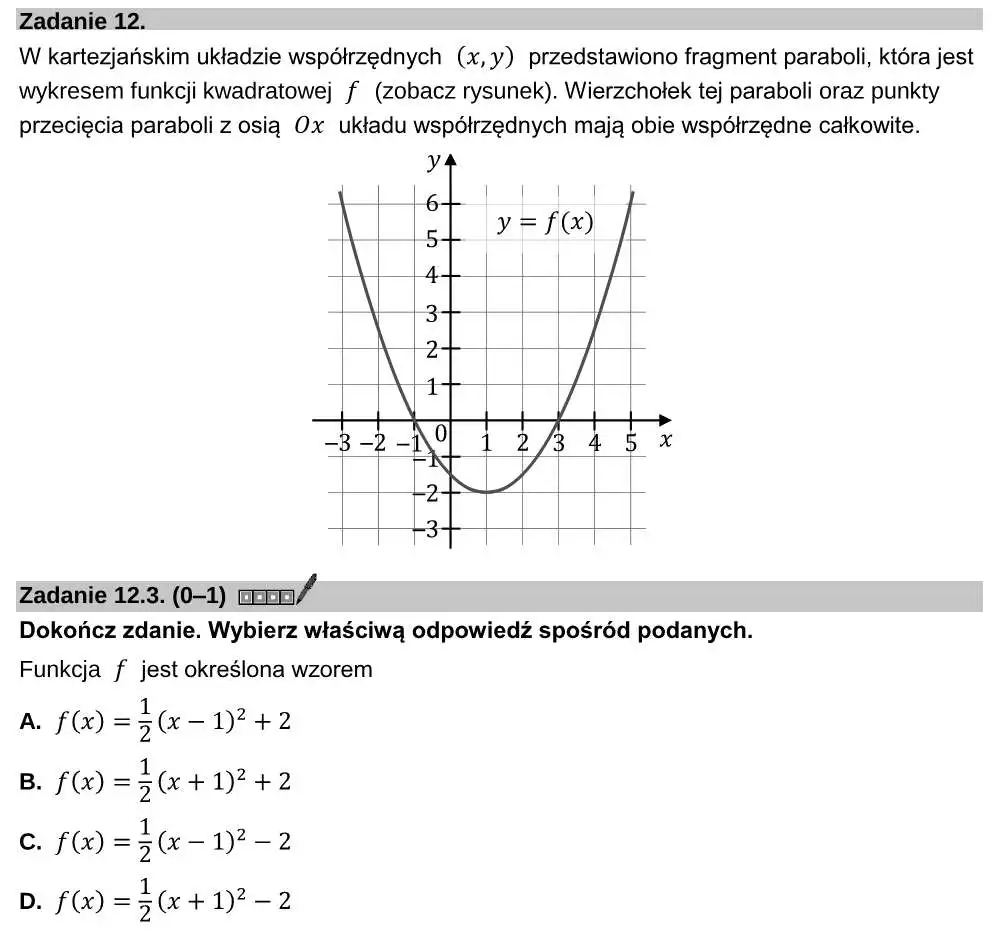 Zadanie 12.
W kartezjańskim układzie współrzędnych (x, y) przedstawiono fragment paraboli, która jest
wykresem funkcji kwadratowej f (zobacz rysunek). Wierzchołek tej paraboli oraz punkty
przecięcia paraboli z osią Ox układu współrzędnych mają obie współrzędne całkowite.
y
6
y = f(x)
5
4
3
2
1
−3 −2 −1 0 1 2 3 4 5 x
−1
−2
−3
Zadanie 12.3. (0–1)
Dokończ zdanie. Wybierz właściwą odpowiedź spośród podanych.
Funkcja f jest określona wzorem
A. f(x) = 1/2 (x − 1)² + 2
B. f(x) = 1/2 (x + 1)² + 2
C. f(x) = 1/2 (x − 1)² − 2
D. f(x) = 1/2 (x + 1)² − 2